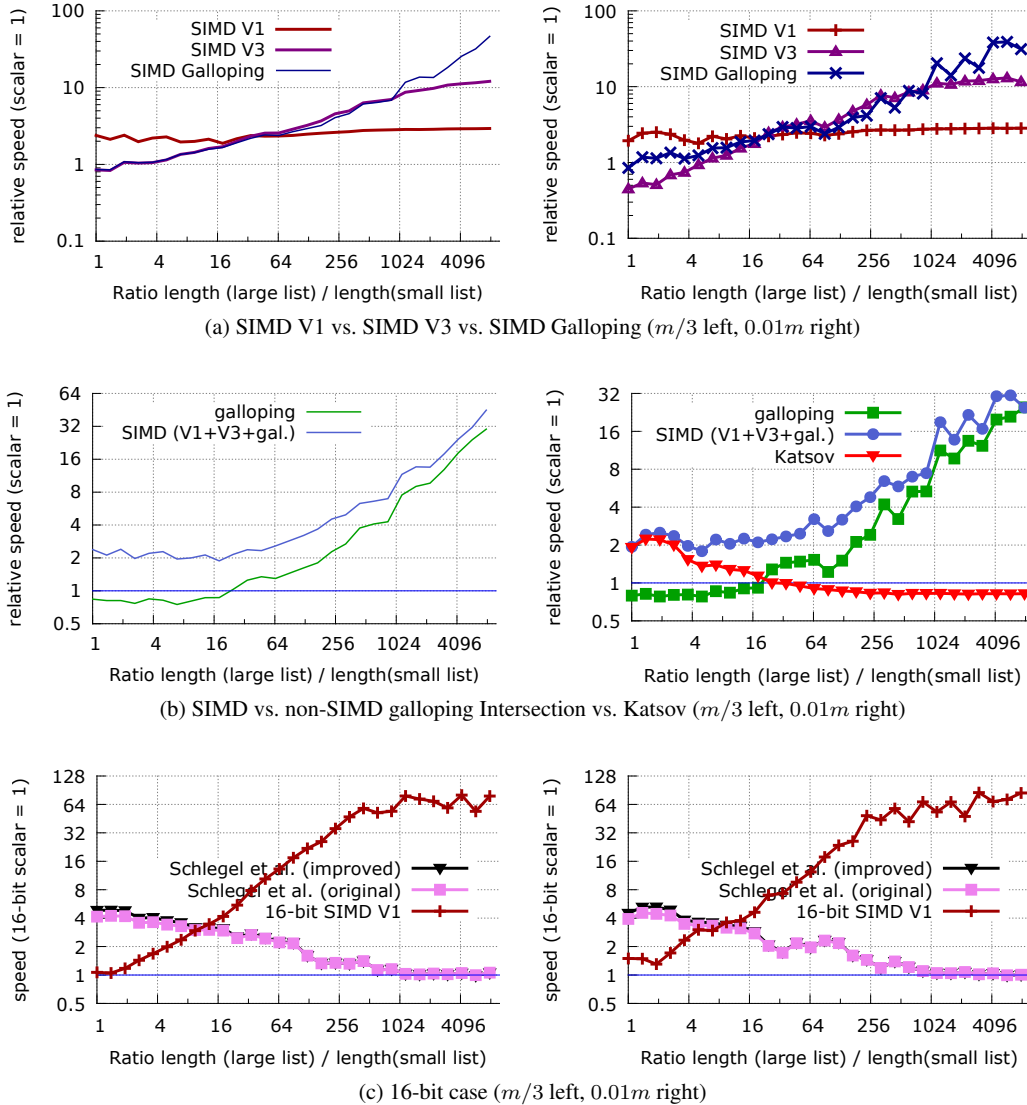 relative speed (scalar = 1)
100
10
1
0.1
SIMD V1
SIMD V3
SIMD Galloping
1 4 16 64 256 1024 4096
Ratio length (large list) / length(small list)
relative speed (scalar = 1)
100
10
1
0.1
SIMD V1
SIMD V3
SIMD Galloping
1 4 16 64 256 1024 4096
Ratio length (large list) / length(small list)
(a) SIMD V1 vs. SIMD V3 vs. SIMD Galloping (m/3 left, 0.01m right)
relative speed (scalar = 1)
64
32
16
8
4
2
1
0.5
galloping
SIMD (V1+V3+gal.)
1 4 16 64 256 1024 4096
Ratio length (large list) / length(small list)
relative speed (scalar = 1)
32
16
8
4
2
1
0.5
galloping
SIMD (V1+V3+gal.)
Katsov
1 4 16 64 256 1024 4096
Ratio length (large list) / length(small list)
(b) SIMD vs. non-SIMD galloping Intersection vs. Katsov (m/3 left, 0.01m right)
speed (16-bit scalar = 1)
128
64
32
16
8
4
2
1
0.5
Schlegel et al. (improved)
Schlegel et al. (original)
16-bit SIMD V1
1 4 16 64 256 1024 4096
Ratio length (large list) / length(small list)
speed (16-bit scalar = 1)
128
64
32
16
8
4
2
1
0.5
Schlegel et al. (improved)
Schlegel et al. (original)
16-bit SIMD V1
1 4 16 64 256 1024 4096
Ratio length (large list) / length(small list)
(c) 16-bit case (m/3 left, 0.01m right)